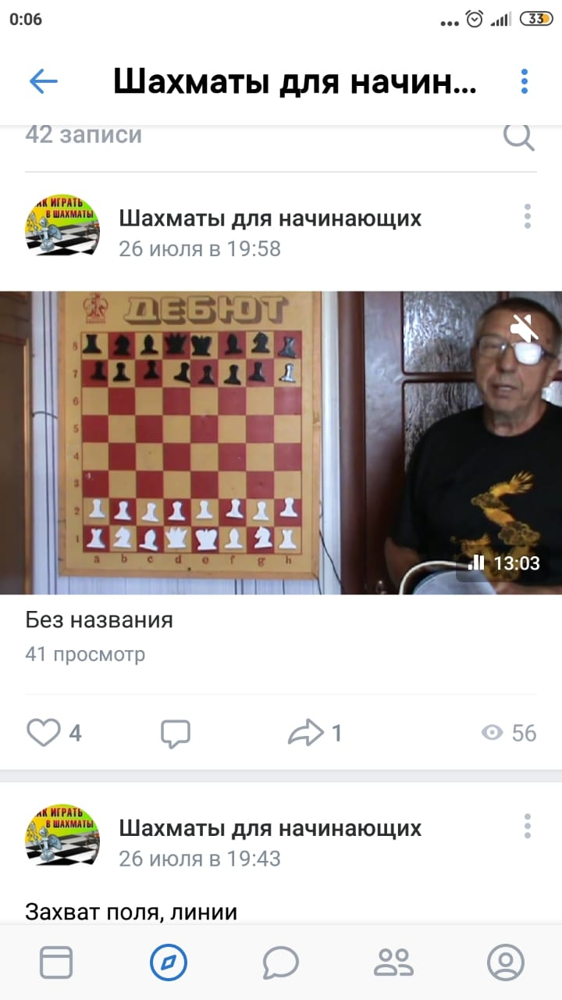 0:06
33
Шахматы для начин...
42 записи
АК ИГРАТЬ
В ШАХМАТЫ
Шахматы для начинающих
26 июля в 19:58
ДЕБЮТ
8
7
6
5
4
3
2
1
a b c d e f g h
13:03
Без названия
41 просмотр
4
1
56
АК ИГРАТЬ
В ШАХМАТЫ
Шахматы для начинающих
26 июля в 19:43
Захват поля, линии